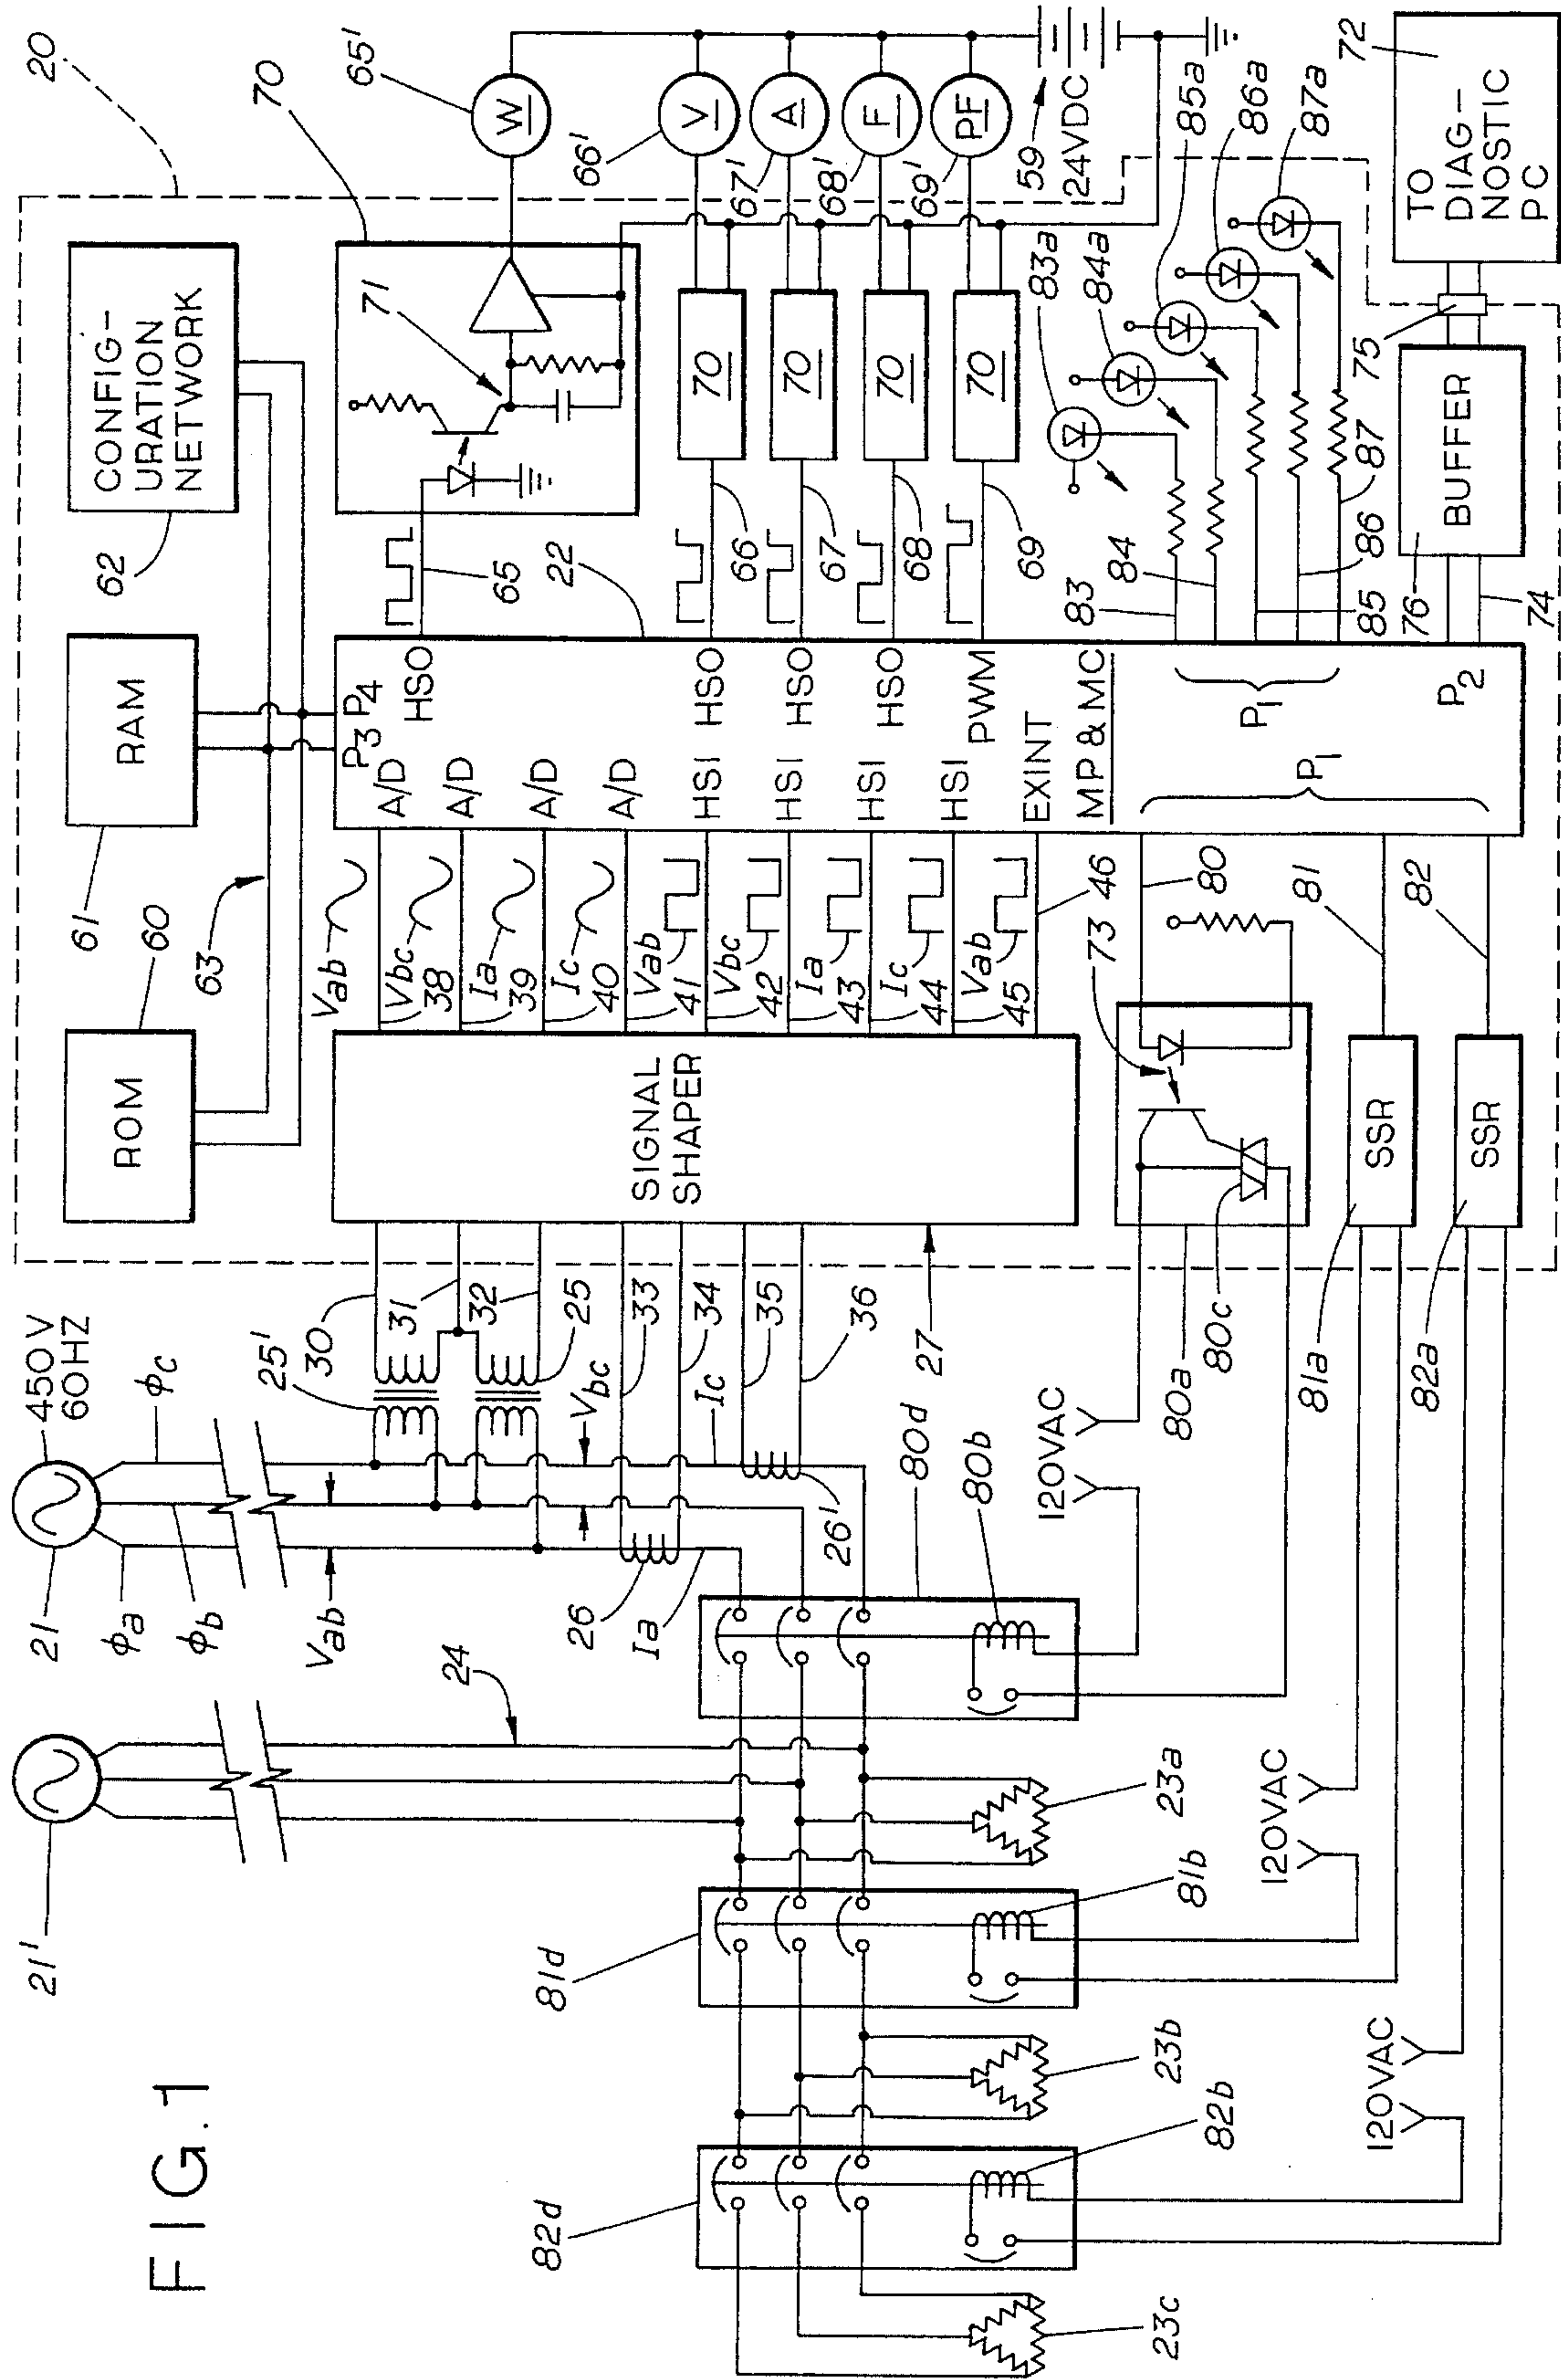 FIG.1
20
21'
21
450V
60HZ
ϕa
ϕb
ϕc
Vab
24
25'
25
30
31
32
33
34
35
36
Vbc
Ic
26
Ia
26'
27
ROM
60
RAM
61
CONFIG-
URATION
NETWORK
62
63
SIGNAL
SHAPER
Vab
Vbc
38
Ia
39
Ic
40
Vab
41
Vbc
42
Ia
43
Ic
44
Vab
45
46
P3 P4
A/D
A/D
A/D
A/D
HSI
HSI
HSI
HSI
EXINT
HSO
HSO
HSO
HSO
PWM
MP & MC
P1
P1
P2
22
65
66
67
68
69
70
71
70
70
70
70
W
65'
V
66'
A
67'
F
68'
PF
69'
59
24VDC
83a
84a
85a
86a
87a
83
84
85
86
87
TO
DIAG-
NOSTIC
PC
72
75
BUFFER
76
74
73
80
81
82
SSR
SSR
80a
80c
81a
82a
120VAC
120VAC
120VAC
80d
80b
81d
81b
82d
82b
23a
23b
23c